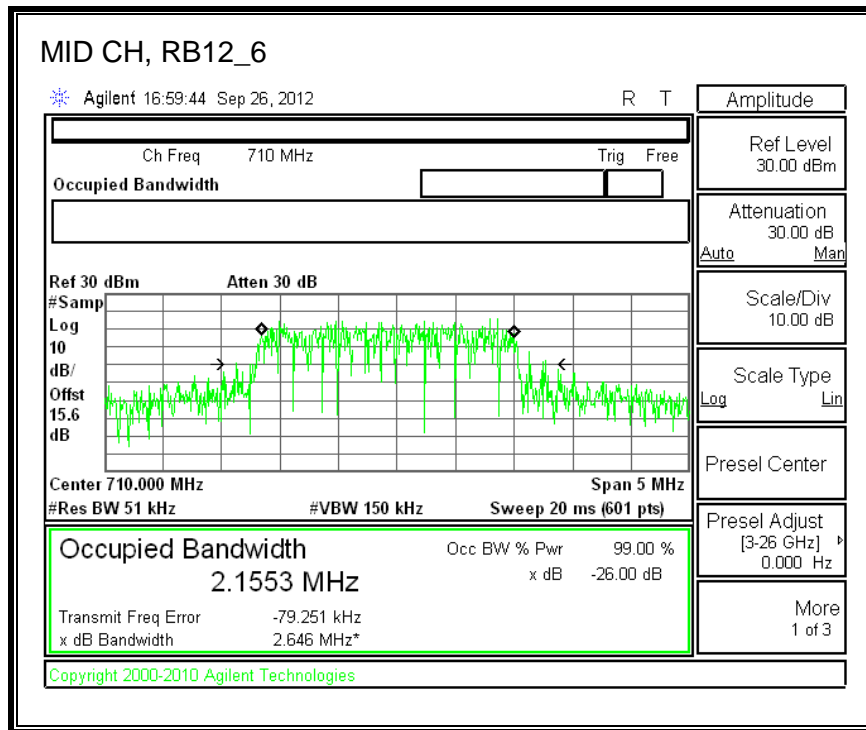 MID CH, RB12_6
Agilent 16:59:44 Sep 26, 2012 R T
Ch Freq 710 MHz Trig Free
Occupied Bandwidth
Ref 30 dBm Atten 30 dB
#Samp
Log
10
dB/
Offst
15.6
dB
Center 710.000 MHz Span 5 MHz
#Res BW 51 kHz #VBW 150 kHz Sweep 20 ms (601 pts)
Occupied Bandwidth Occ BW % Pwr 99.00 %
2.1553 MHz x dB -26.00 dB
Transmit Freq Error -79.251 kHz
x dB Bandwidth 2.646 MHz*
Copyright 2000-2010 Agilent Technologies
Amplitude
Ref Level
30.00 dBm
Attenuation
30.00 dB
Auto Man
Scale/Div
10.00 dB
Scale Type
Log Lin
Presel Center
Presel Adjust
[3-26 GHz]
0.000 Hz
More
1 of 3